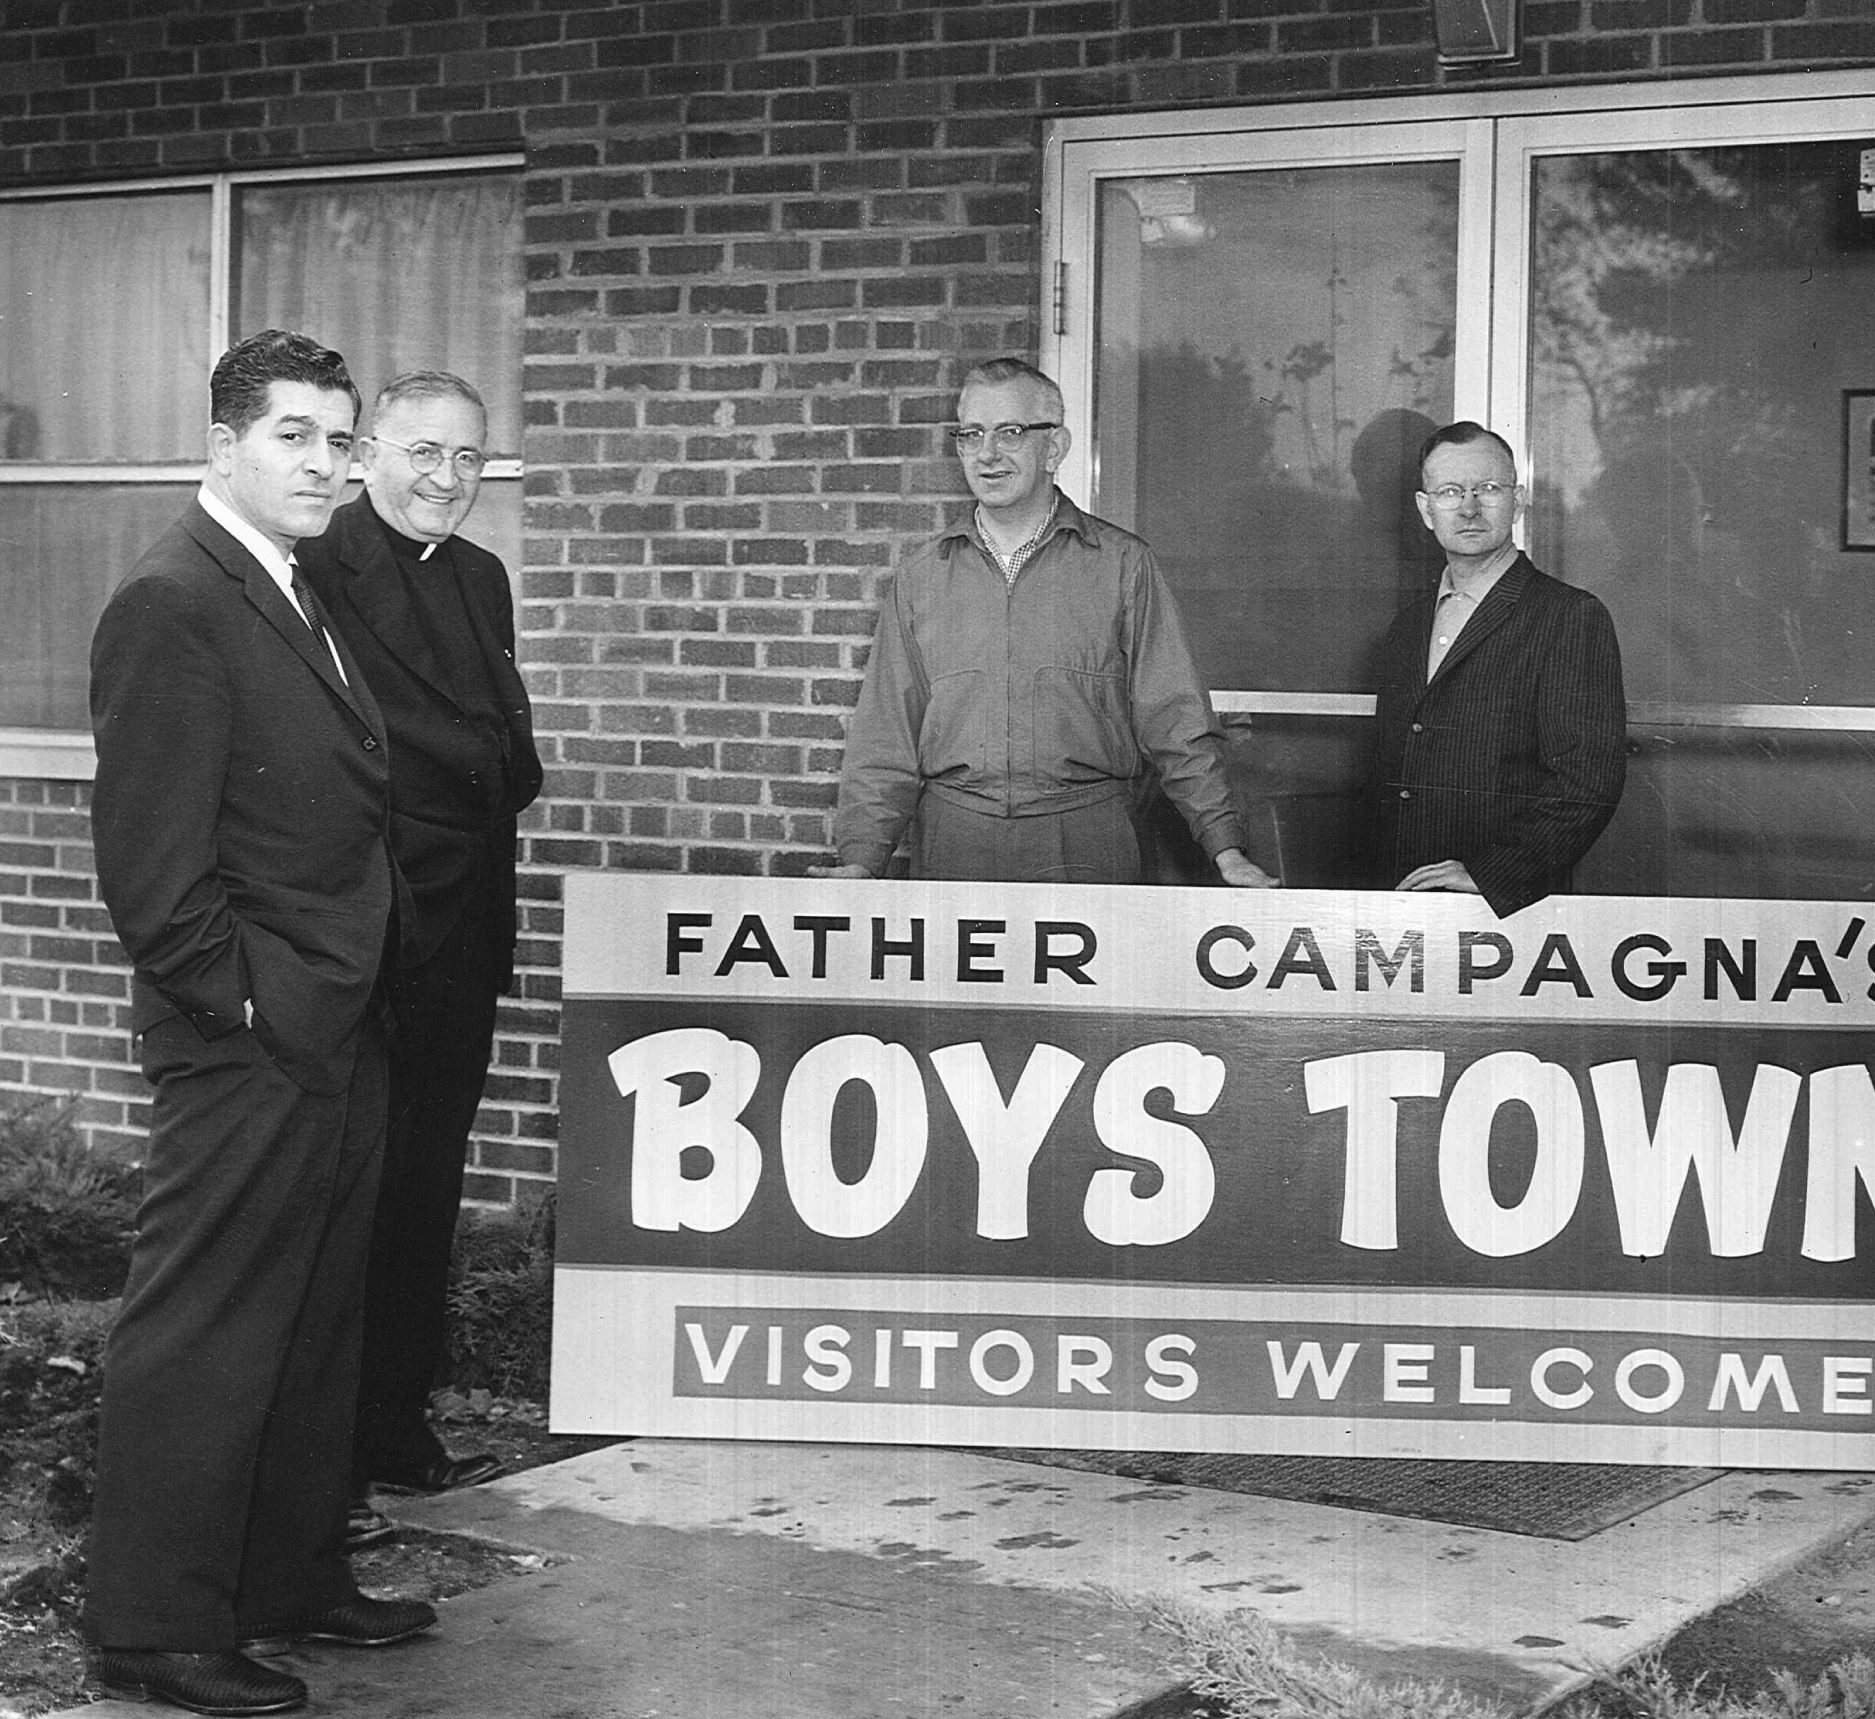 FATHER CAMPAGNA'S
BOYS TOWN
VISITORS WELCOME